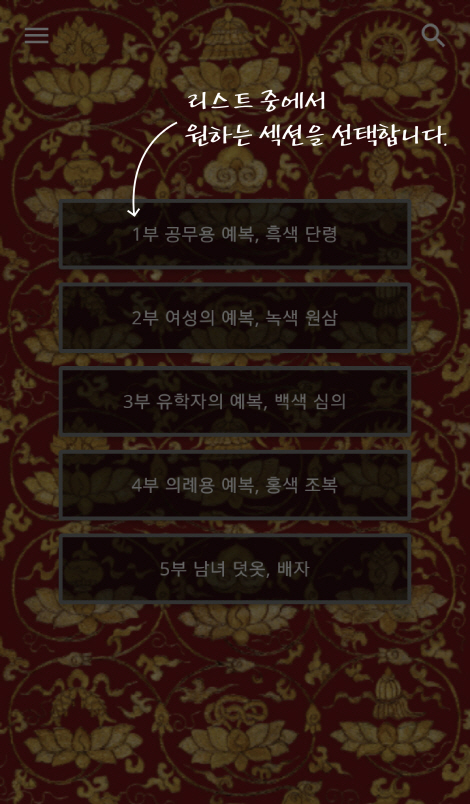 리스트 중에서
원하는 섹션을 선택합니다.
1부 공무용 예복, 흑색 단령
2부 여성의 예복, 녹색 원삼
3부 유학자의 예복, 백색 심의
4부 의례용 예복, 홍색 조복
5부 남녀 덧옷, 배자